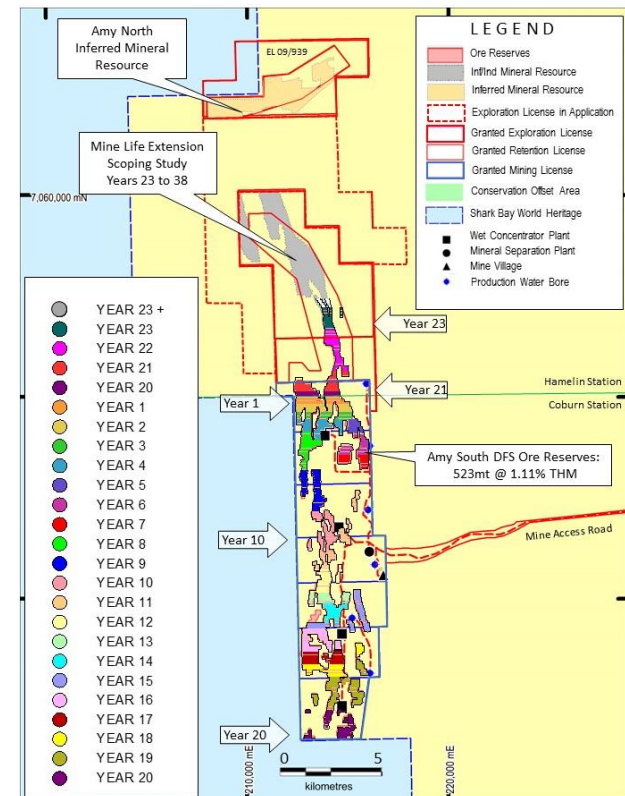 Amy North
Inferred Mineral
Resource
EL 09/939
Mine Life Extension
Scoping Study
Years 23 to 38
7,060,000 mN
LEGEND
Ore Reserves
Inf/Ind Mineral Resource
Inferred Mineral Resource
Exploration License in Application
Granted Exploration License
Granted Retention License
Granted Mining License
Conservation Offset Area
Shark Bay World Heritage
Wet Concentrator Plant
Mineral Separation Plant
Mine Village
Production Water Bore
YEAR 23 +
YEAR 23
YEAR 22
YEAR 21
YEAR 20
YEAR 1
YEAR 2
YEAR 3
YEAR 4
YEAR 5
YEAR 6
YEAR 7
YEAR 8
YEAR 9
YEAR 10
YEAR 11
YEAR 12
YEAR 13
YEAR 14
YEAR 15
YEAR 16
YEAR 17
YEAR 18
YEAR 19
YEAR 20
Year 23
Year 21
Hamelin Station
Coburn Station
Year 1
Amy South DFS Ore Reserves:
523mt @ 1.11% THM
Year 10
Mine Access Road
Year 20
0 5
kilometres
210,000 mE
220,000 mE